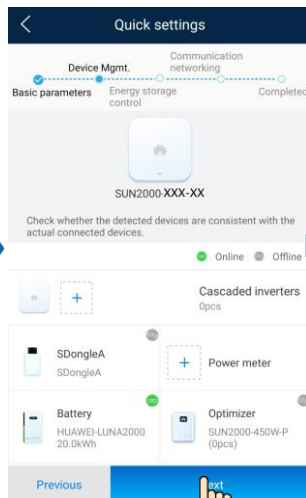 Quick settings
Device Mgmt.
Communication
networking
Basic parameters
Energy storage
control
Completed
SUN2000-XXX-XX
Check whether the detected devices are consistent with the
actual connected devices.
Online
Offline
+
Cascaded inverters
0pcs
SDongleA
SDongleA
+
Power meter
Battery
HUAWEI-LUNA2000
20.0kWh
Optimizer
SUN2000-450W-P
(0pcs)
Previous
ext